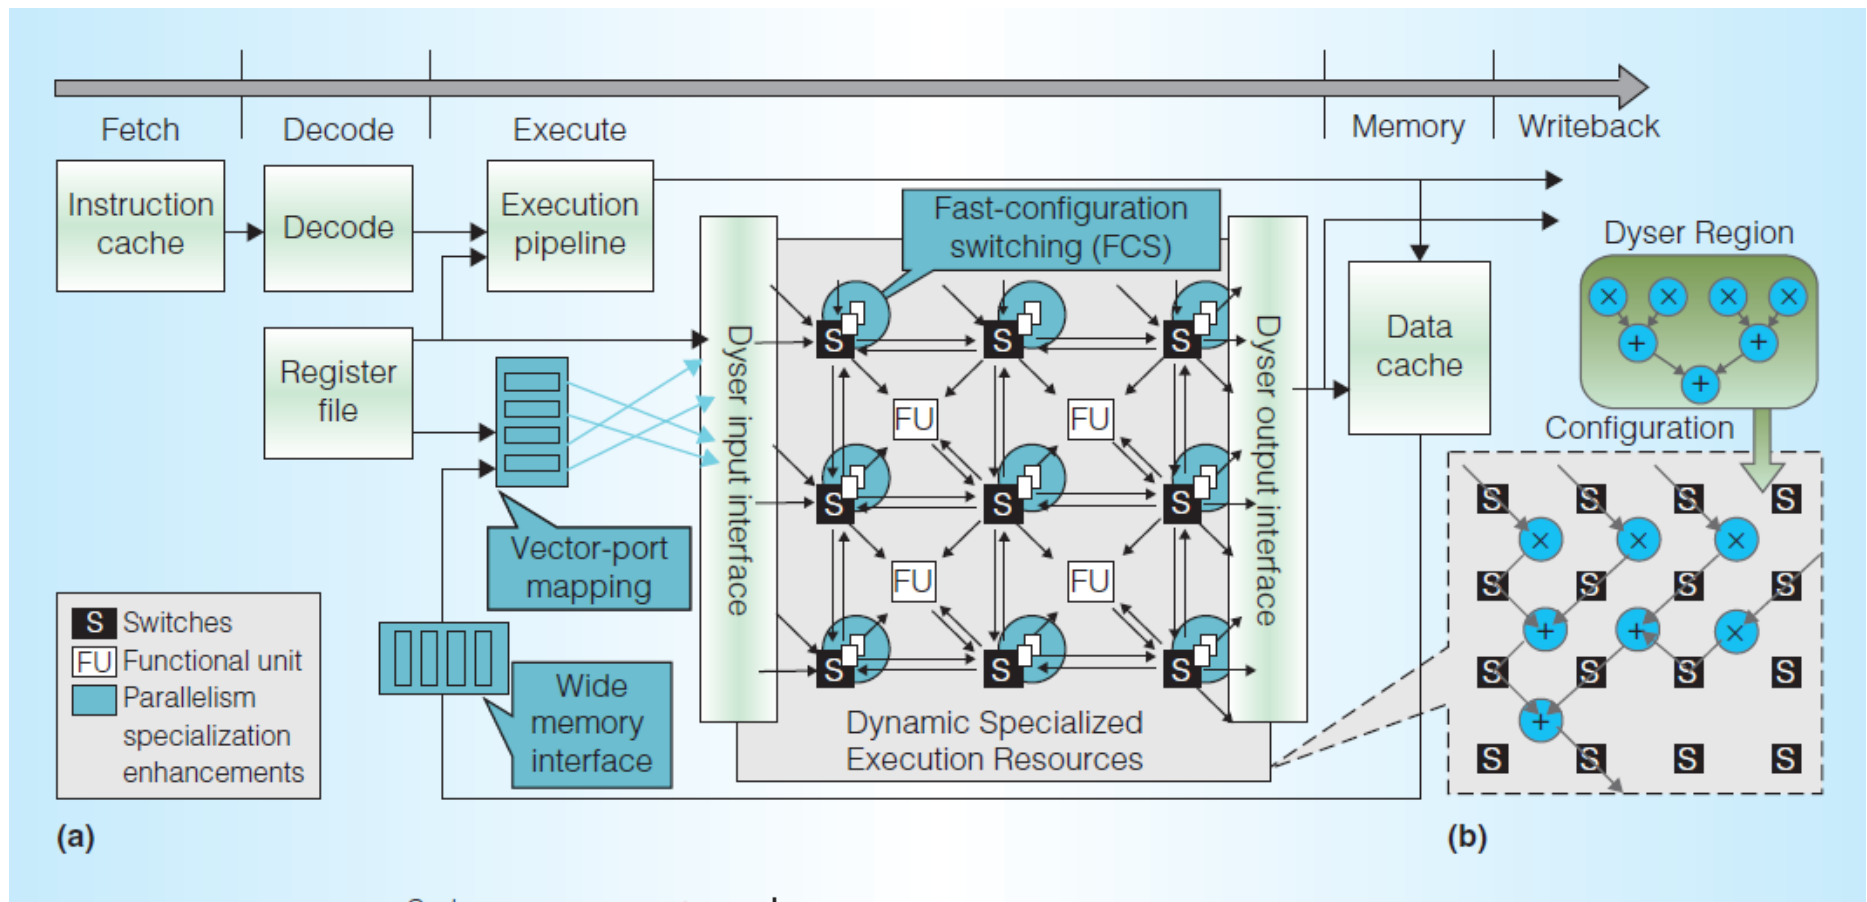 Fetch
Decode
Execute
Memory
Writeback
Instruction
cache
Decode
Execution
pipeline
Register
file
Fast-configuration
switching (FCS)
Dyser input interface
S
S
S
FU
FU
S
S
S
FU
FU
S
S
S
Dyser output interface
Data
cache
Vector-port
mapping
Wide
memory
interface
Dynamic Specialized
Execution Resources
S Switches
FU Functional unit
Parallelism
specialization
enhancements
(a)
Dyser Region
× × × ×
+ +
+
Configuration
S S S S
× × ×
S S S S
+ + ×
S S S S
+
S S S S
(b)